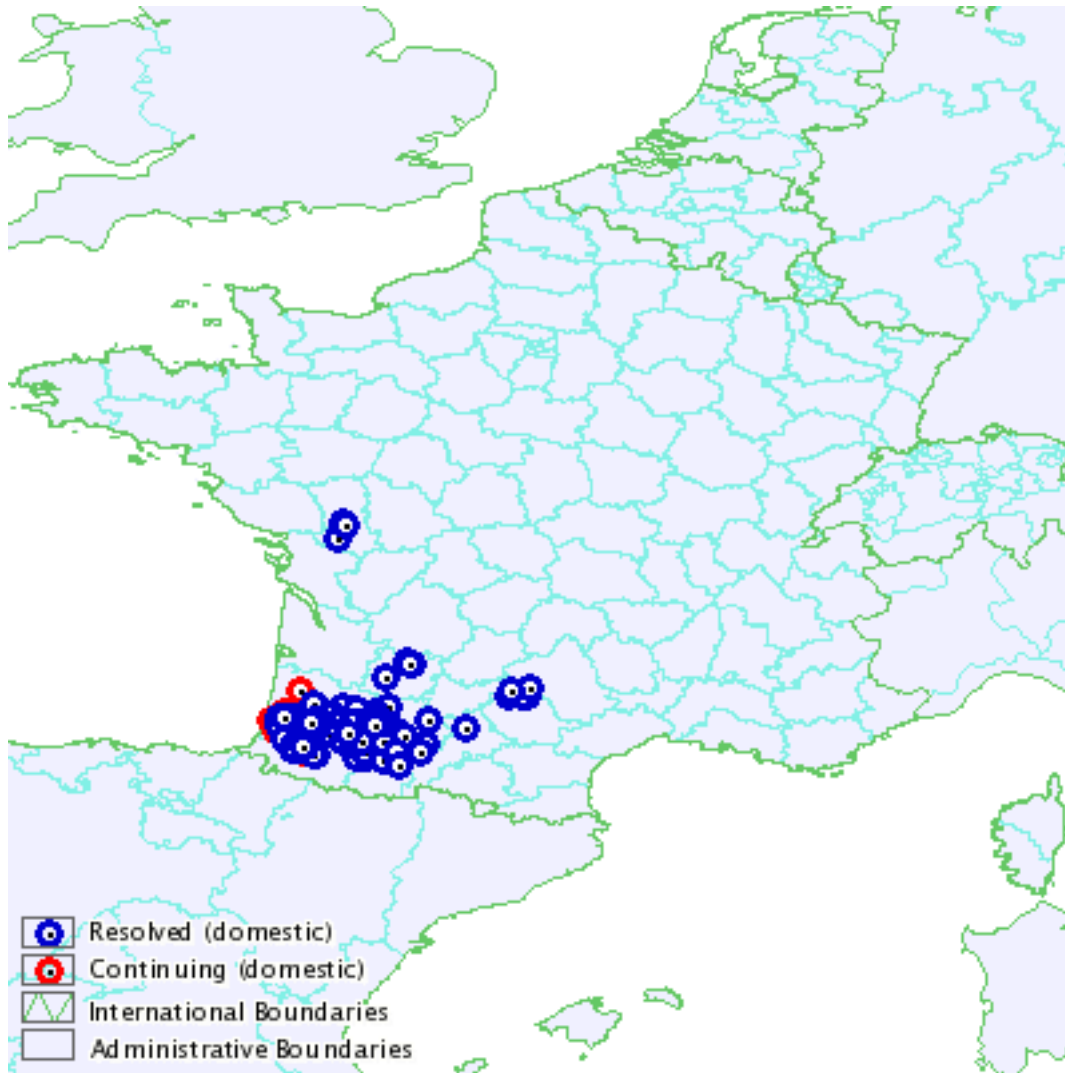 Resolved (domestic)
Continuing (domestic)
International Boundaries
Administrative Boundaries